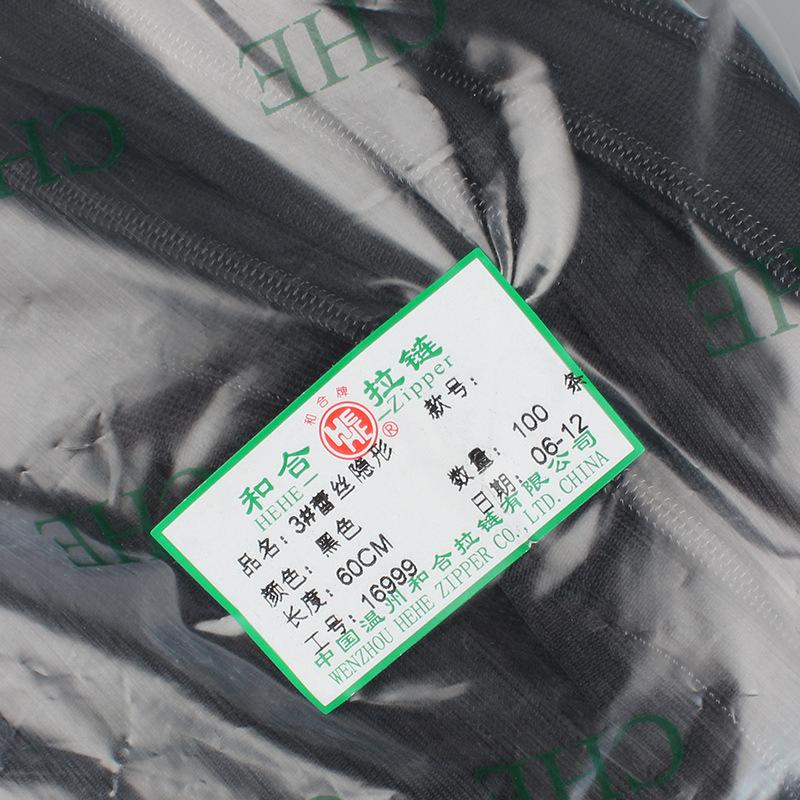 和合牌
和合 HEHE 拉链
HEHE—Zipper
®
品名: 3#蕾丝隐形 款号:
颜色: 黑色
长度: 60CM 数量: 100 条
工号: 16999 日期: 06-12
中国温州和合拉链有限公司
WENZHOU HEHE ZIPPER CO., LTD. CHINA
CHE
CHE
CHE